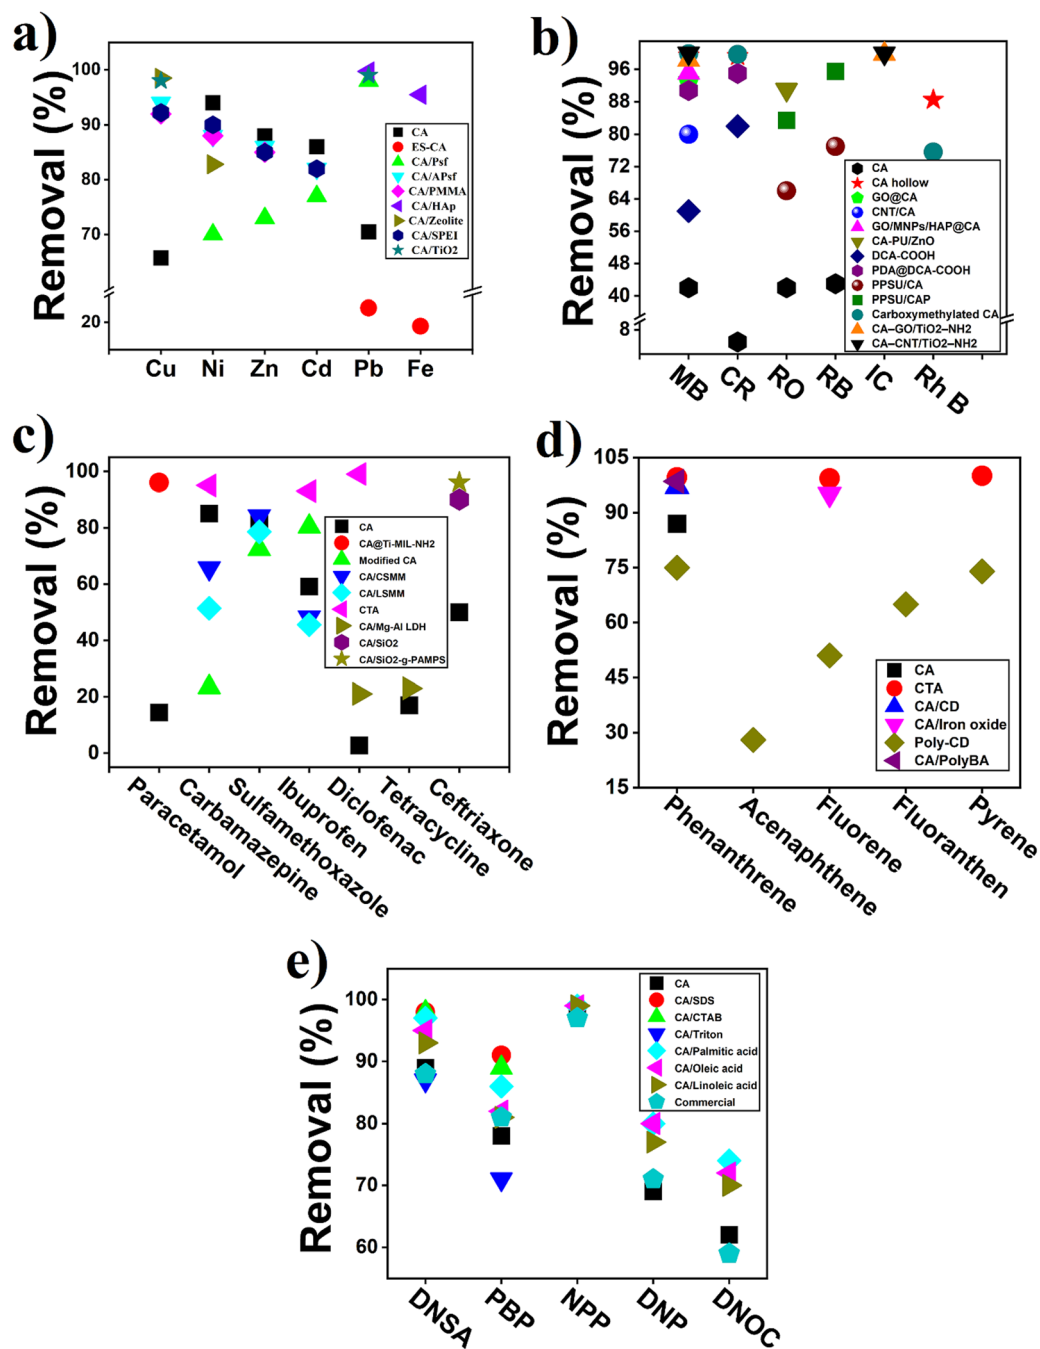 a)
Removal (%)
100
90
80
70
20
Cu Ni Zn Cd Pb Fe
CA
ES-CA
CA/Psf
CA/APsf
CA/PMMA
CA/HAp
CA/Zeolite
CA/SPEI
CA/TiO2
b)
Removal (%)
96
88
80
72
64
56
48
40
8
MB CR RO RB IC Rh B
CA
CA hollow
GO@CA
CNT/CA
GO/MNPs/HAP@CA
CA-PU/ZnO
DCA-COOH
PDA@DCA-COOH
PPSU/CA
PPSU/CAP
Carboxymethylated CA
CA–GO/TiO2–NH2
CA–CNT/TiO2–NH2
c)
Removal (%)
100
80
60
40
20
0
Paracetamol
Carbamazepine
Sulfamethoxazole
Ibuprofen
Diclofenac
Tetracycline
Ceftriaxone
CA
CA@Ti-MIL-NH2
Modified CA
CA/CSMM
CA/LSMM
CTA
CA/Mg-Al LDH
CA/SiO2
CA/SiO2-g-PAMPS
d)
Removal (%)
105
90
75
60
45
30
15
Phenanthrene
Acenaphthene
Fluorene
Fluoranthen
Pyrene
CA
CTA
CA/CD
CA/Iron oxide
Poly-CD
CA/PolyBA
e)
Removal (%)
100
90
80
70
60
DNSA PBP NPP DNP DNOC
CA
CA/SDS
CA/CTAB
CA/Triton
CA/Palmitic acid
CA/Oleic acid
CA/Linoleic acid
Commercial